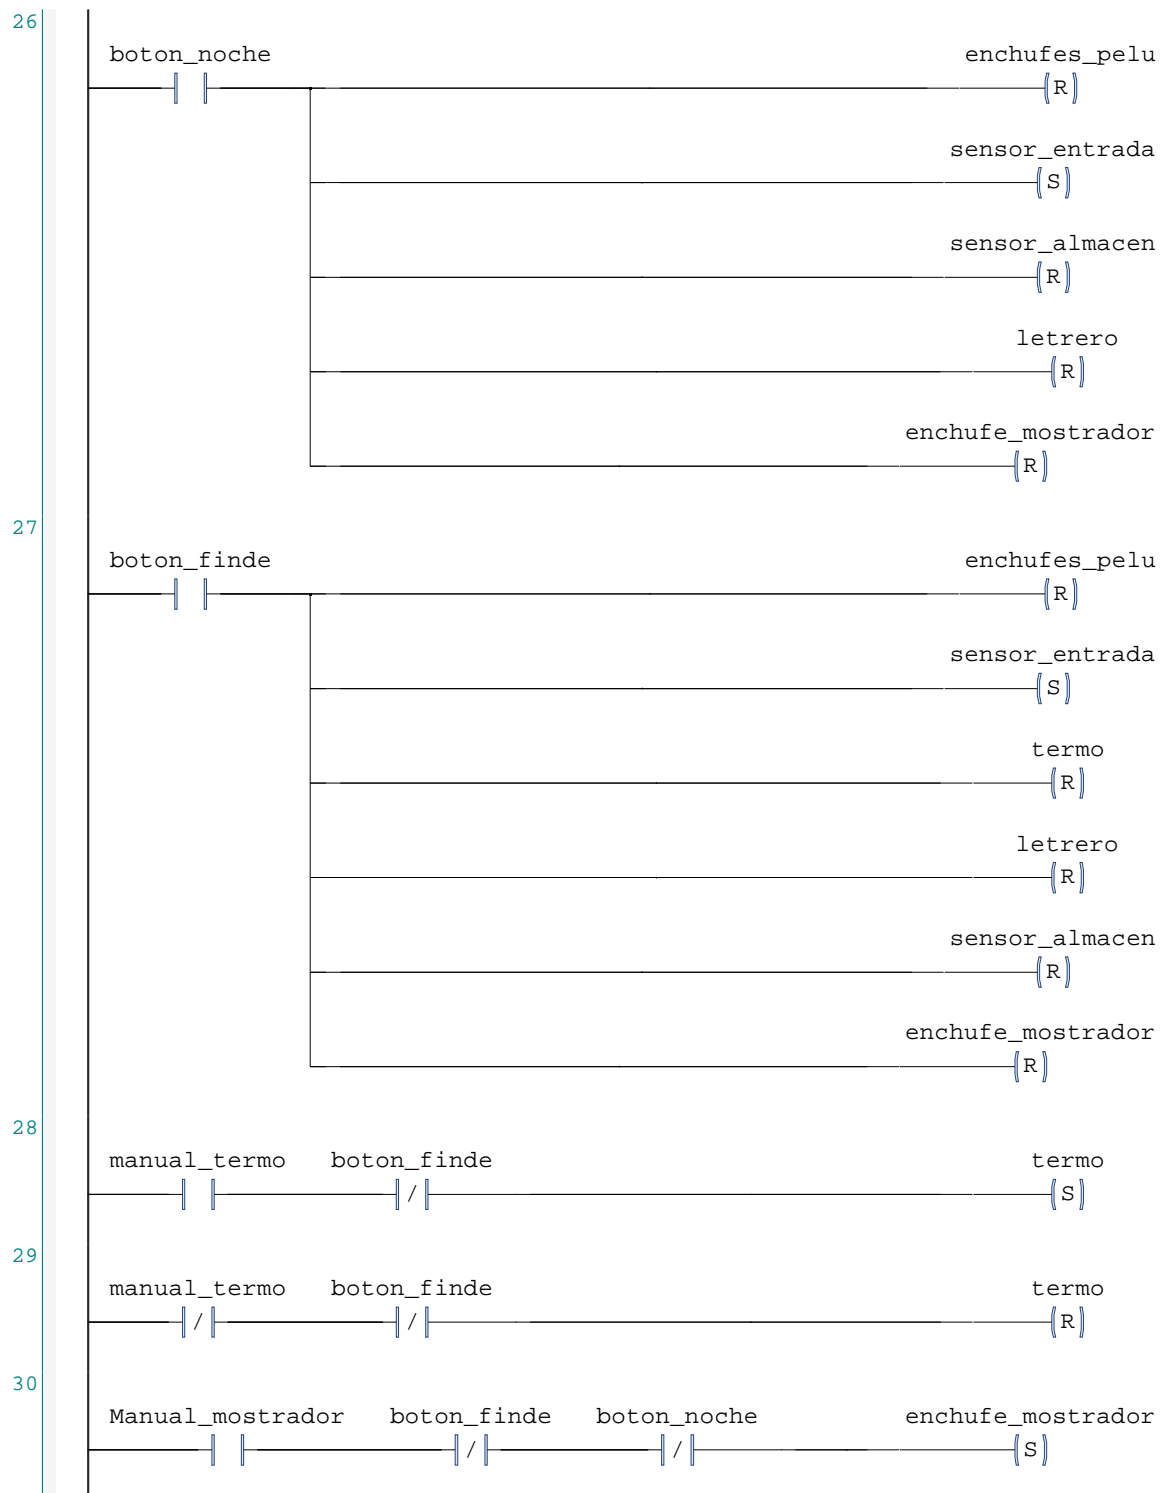 26
boton_noche enchufes_pelu
R
sensor_entrada
S
sensor_almacen
R
letrero
R
enchufe_mostrador
R
27
boton_finde enchufes_pelu
R
sensor_entrada
S
termo
R
letrero
R
sensor_almacen
R
enchufe_mostrador
R
28
manual_termo boton_finde termo
/ S
29
manual_termo boton_finde termo
/ / R
30
Manual_mostrador boton_finde boton_noche enchufe_mostrador
/ / S